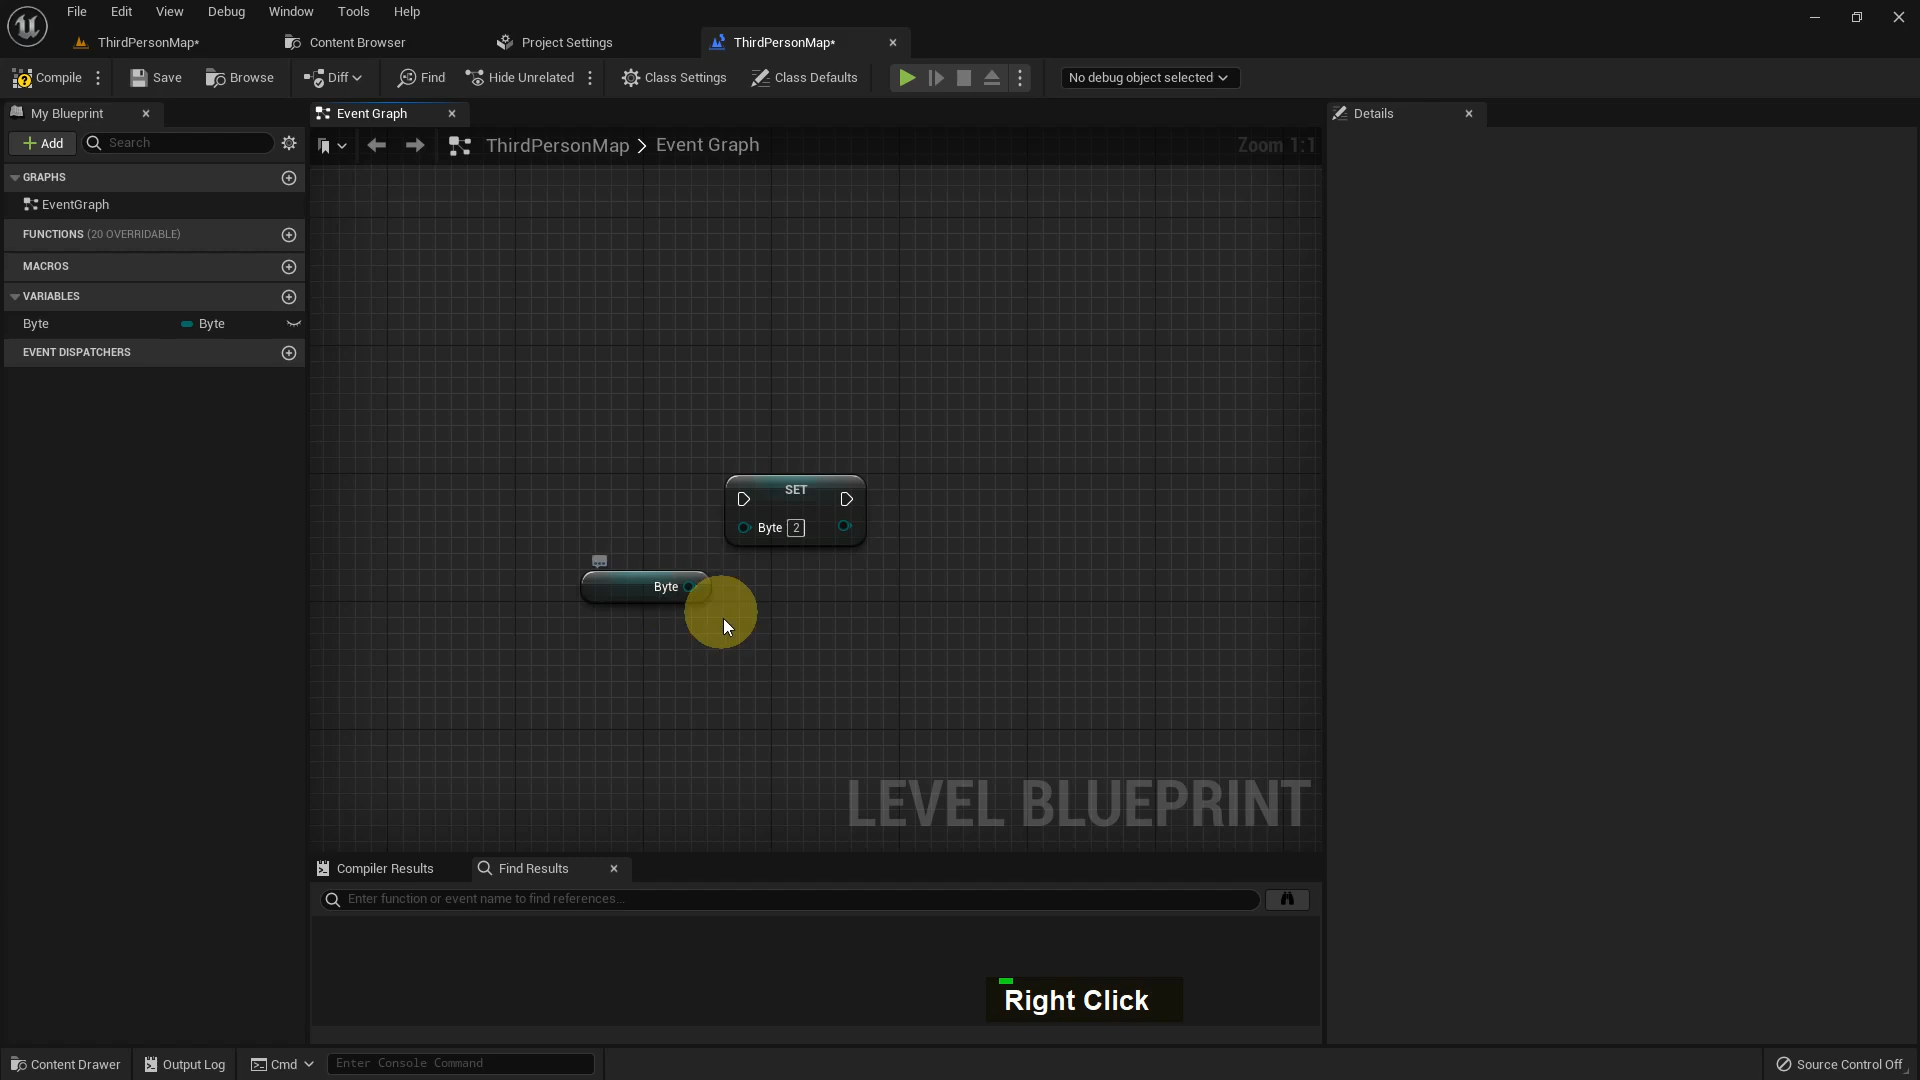 File Edit View Debug Window Tools Help
ThirdPersonMap* Content Browser Project Settings ThirdPersonMap*
Compile Save Browse Diff Find Hide Unrelated Class Settings Class Defaults No debug object selected
My Blueprint Event Graph Details
Add Search ThirdPersonMap > Event Graph Zoom 1:1
GRAPHS
EventGraph
FUNCTIONS (20 OVERRIDABLE)
MACROS
VARIABLES
Byte Byte
EVENT DISPATCHERS
SET
Byte 2
Byte
LEVEL BLUEPRINT
Compiler Results Find Results
Enter function or event name to find references...
Right Click
Content Drawer Output Log Cmd Enter Console Command Source Control Off